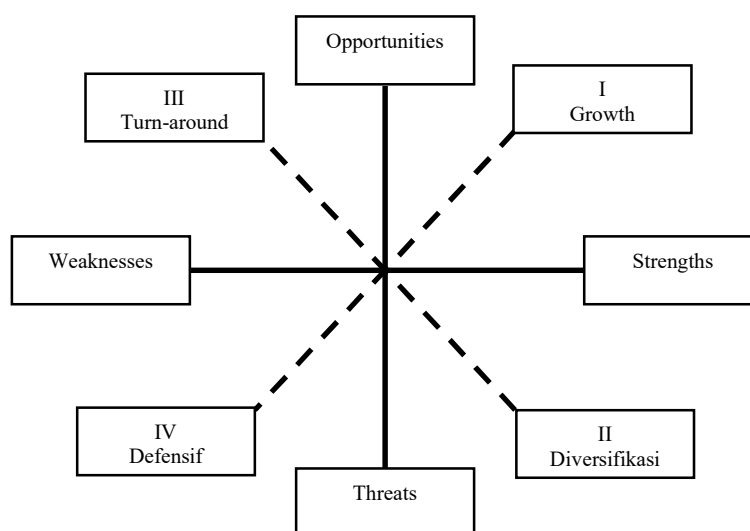 Opportunities
III
Turn-around
I
Growth
Weaknesses
Strengths
IV
Defensif
II
Diversifikasi
Threats